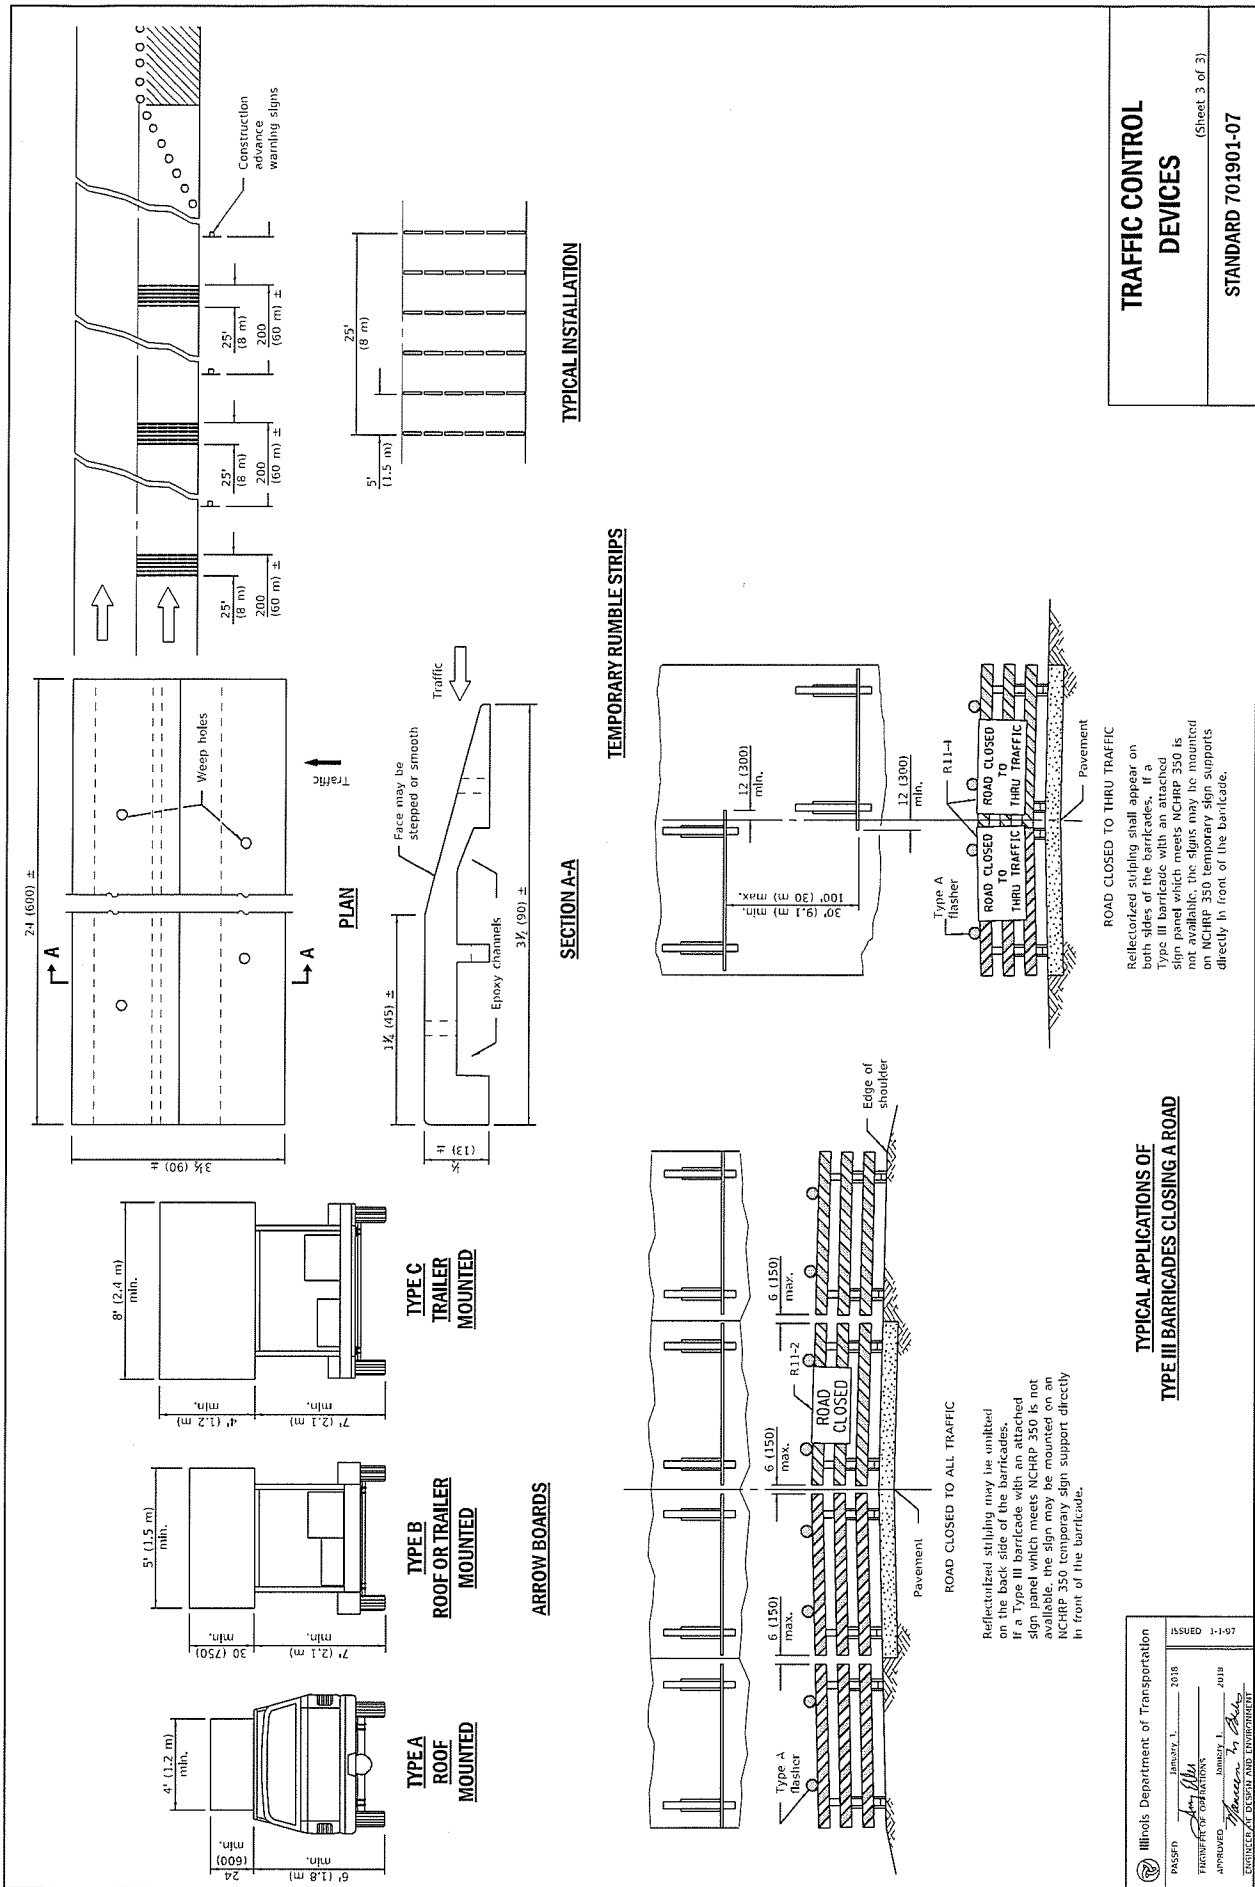 4' (1.2 m)
min.
24
(600)
min.
6' (1.8 m)
min.
TYPE A
ROOF
MOUNTED
5' (1.5 m)
min.
30 (750)
min.
7' (2.1 m)
min.
TYPE B
ROOF OR TRAILER
MOUNTED
8' (2.4 m)
min.
4' (1.2 m)
min.
7' (2.1 m)
min.
TYPE C
TRAILER
MOUNTED
ARROW BOARDS
24 (600) ±
3½ (90) ±
A
A
Weep holes
Traffic
PLAN
1¾ (45) ±
½
(13) ±
Face may be
stepped or smooth
Traffic
Epoxy channels
3½ (90) ±
SECTION A-A
25'
(8 m)
200
(60 m) ±
25'
(8 m)
200
(60 m) ±
25'
(8 m)
200
(60 m) ±
Construction
advance
warning signs
5'
(1.5 m)
25'
(8 m)
TYPICAL INSTALLATION
TEMPORARY RUMBLE STRIPS
Type A
flasher
6 (150)
max.
6 (150)
max.
6 (150)
max.
R11-2
ROAD
CLOSED
Edge of
shoulder
Pavement
ROAD CLOSED TO ALL TRAFFIC
Reflectorized striping may be omitted
on the back side of the barricades.
If a Type III barricade with an attached
sign panel which meets NCHRP 350 is not
available, the sign may be mounted on an
NCHRP 350 temporary sign support directly
in front of the barricade.
30' (9.1 m) min.
100' (30 m) max.
12 (300)
min.
12 (300)
min.
Type A
flasher
R11-4
ROAD CLOSED
TO
THRU TRAFFIC
ROAD CLOSED
TO
THRU TRAFFIC
Pavement
ROAD CLOSED TO THRU TRAFFIC
Reflectorized striping shall appear on
both sides of the barricades. If a
Type III barricade with an attached
sign panel which meets NCHRP 350 is
not available, the signs may be mounted
on NCHRP 350 temporary sign supports
directly in front of the barricade.
TYPICAL APPLICATIONS OF
TYPE III BARRICADES CLOSING A ROAD
Illinois Department of Transportation
PASSED January 1, 2018
ENGINEER OF OPERATIONS
APPROVED January 1, 2018
ENGINEER OF DESIGN AND ENVIRONMENT
ISSUED 1-1-97
TRAFFIC CONTROL
DEVICES
(Sheet 3 of 3)
STANDARD 701901-07